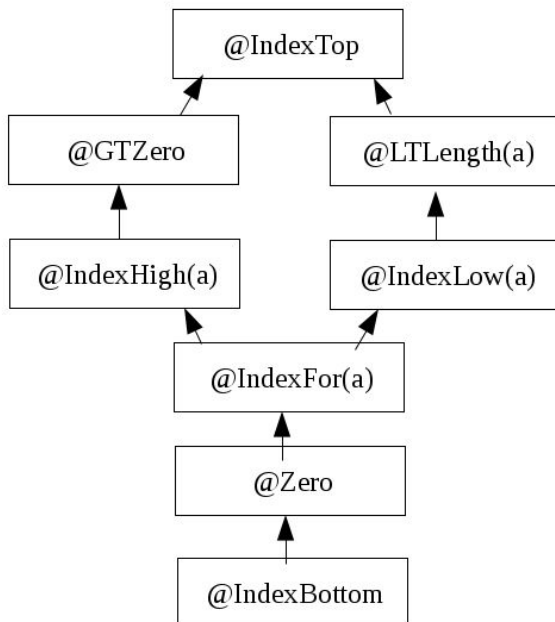 @IndexTop
@GTZero
@LTLength(a)
@IndexHigh(a)
@IndexLow(a)
@IndexFor(a)
@Zero
@IndexBottom